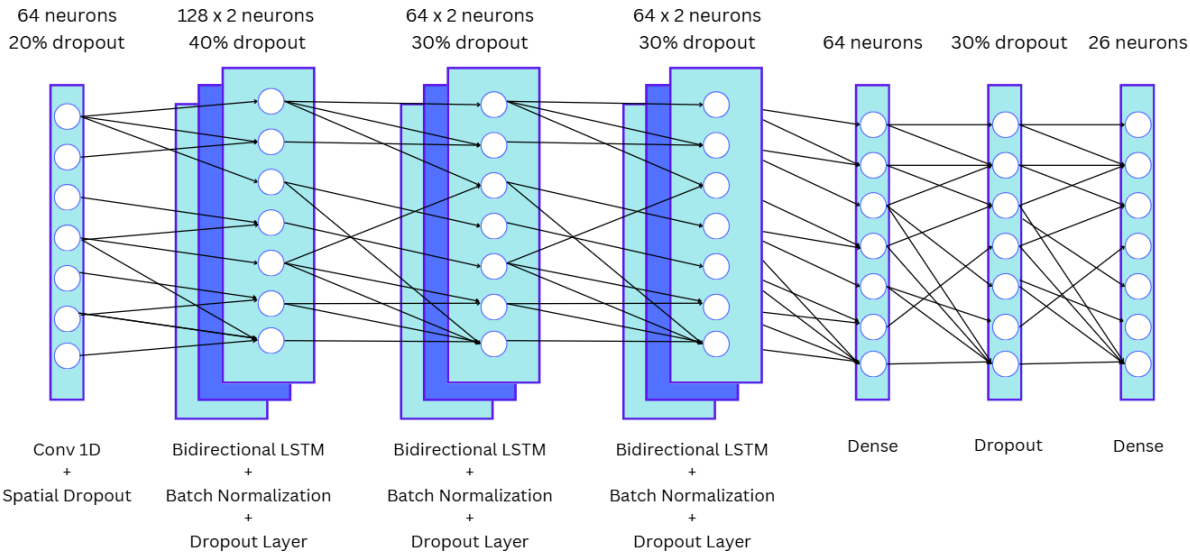 64 neurons
20% dropout
128 x 2 neurons
40% dropout
64 x 2 neurons
30% dropout
64 x 2 neurons
30% dropout
64 neurons
30% dropout
26 neurons
Conv 1D
+
Spatial Dropout
Bidirectional LSTM
+
Batch Normalization
+
Dropout Layer
Bidirectional LSTM
+
Batch Normalization
+
Dropout Layer
Bidirectional LSTM
+
Batch Normalization
+
Dropout Layer
Dense
Dropout
Dense